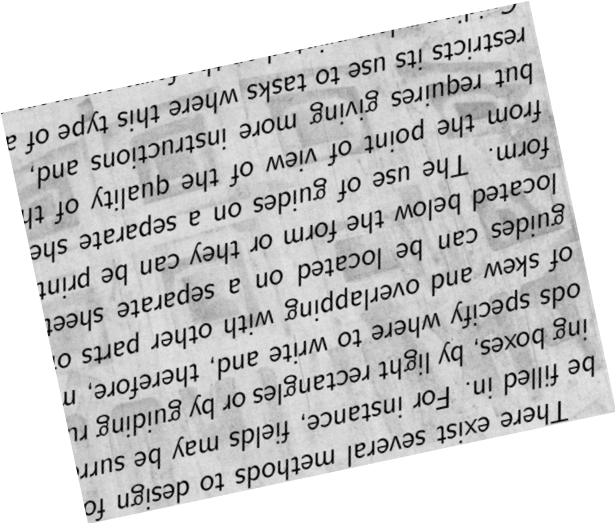 There exist several methods to design fo
be filled in. For instance, fields may be surr
ing boxes, by light rectangles or by guiding ru
ods specify where to write and, therefore,
of skew and overlapping with other parts o
guides can be located on a separate sheet
located below the form or they can be print
form. The use of guides on a separate she
from the point of view of the quality of th
but requires giving more instructions and,
restricts its use to tasks where this type of a